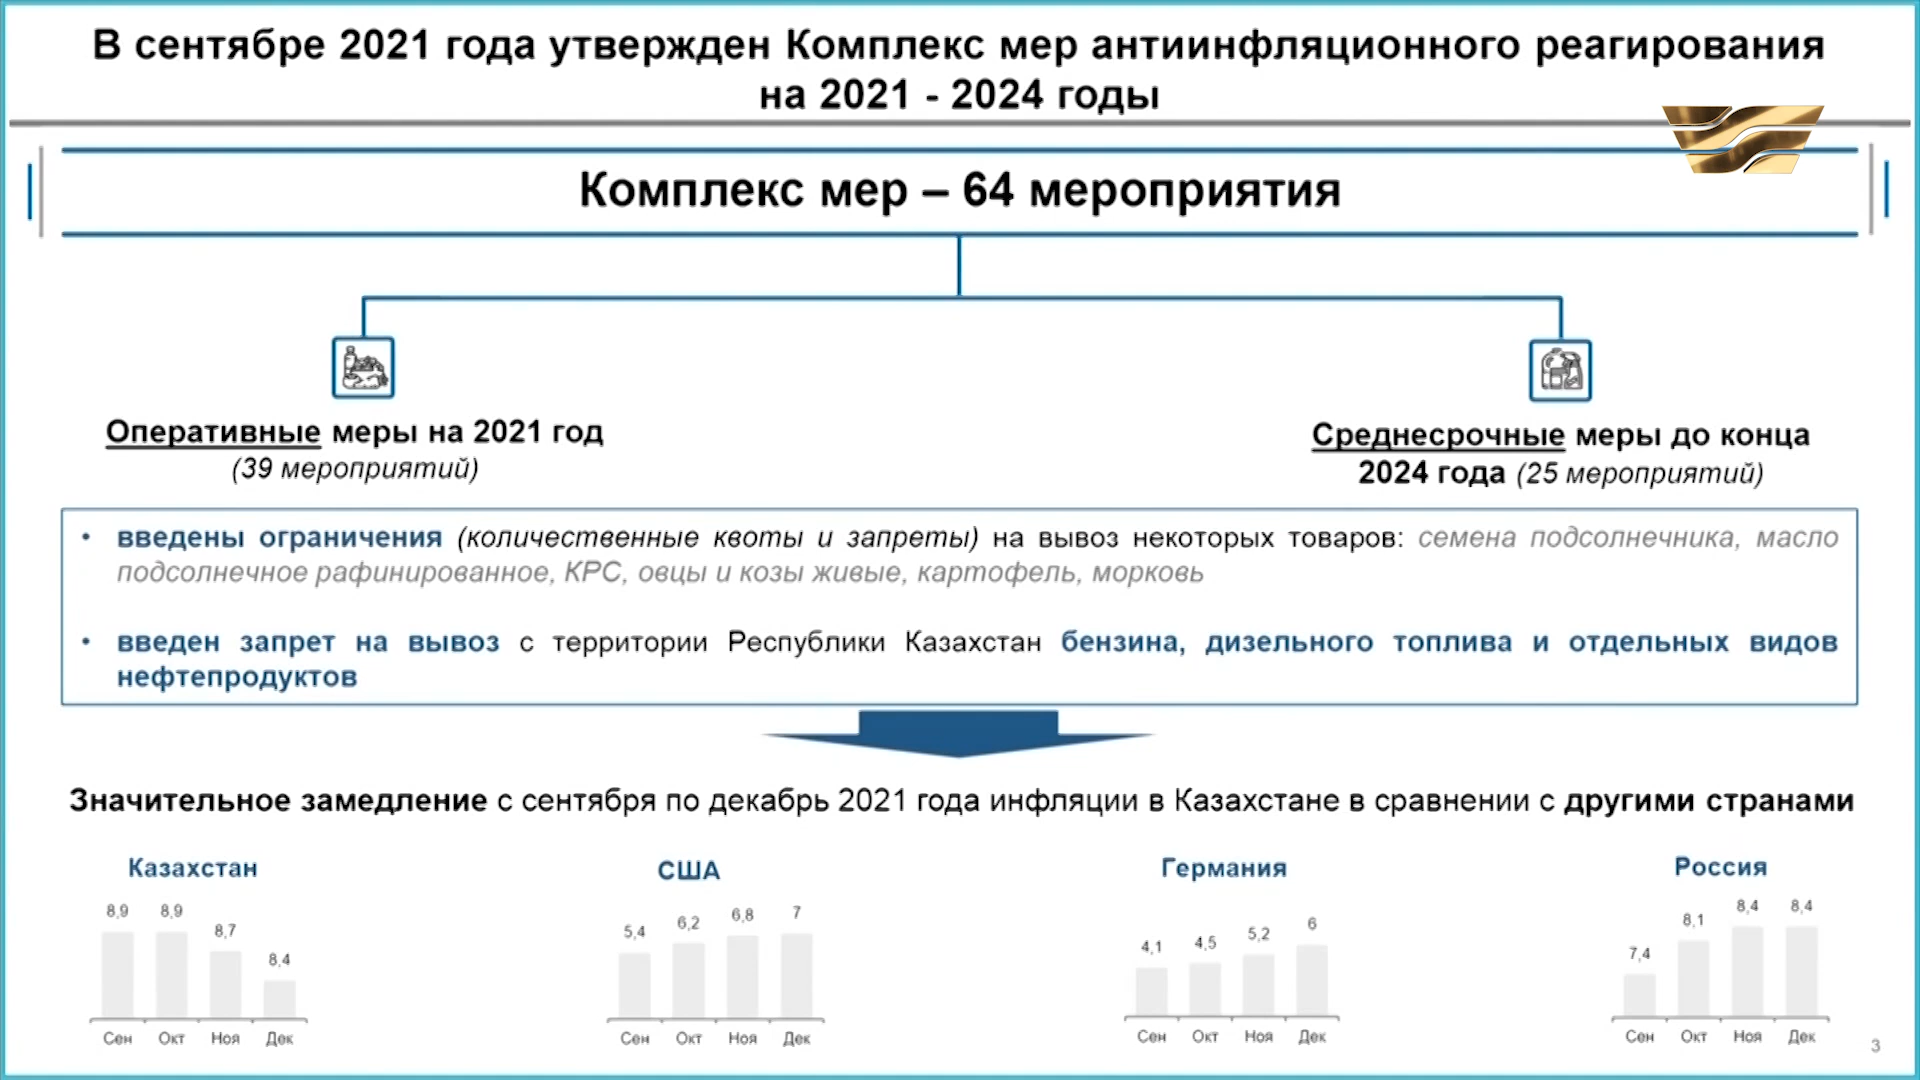 В сентябре 2021 года утвержден Комплекс мер антиинфляционного реагирования
на 2021 - 2024 годы
Комплекс мер – 64 мероприятия
Оперативные меры на 2021 год
(39 мероприятий)
Среднесрочные меры до конца
2024 года (25 мероприятий)
• введены ограничения (количественные квоты и запреты) на вывоз некоторых товаров: семена подсолнечника, масло
подсолнечное рафинированное, КРС, овцы и козы живые, картофель, морковь
• введен запрет на вывоз с территории Республики Казахстан бензина, дизельного топлива и отдельных видов
нефтепродуктов
Значительное замедление с сентября по декабрь 2021 года инфляции в Казахстане в сравнении с другими странами
Казахстан
8,9 8,9 8,7 8,4
Сен Окт Ноя Дек
США
5,4 6,2 6,8 7
Сен Окт Ноя Дек
Германия
4,1 4,5 5,2 6
Сен Окт Ноя Дек
Россия
7,4 8,1 8,4 8,4
Сен Окт Ноя Дек
3